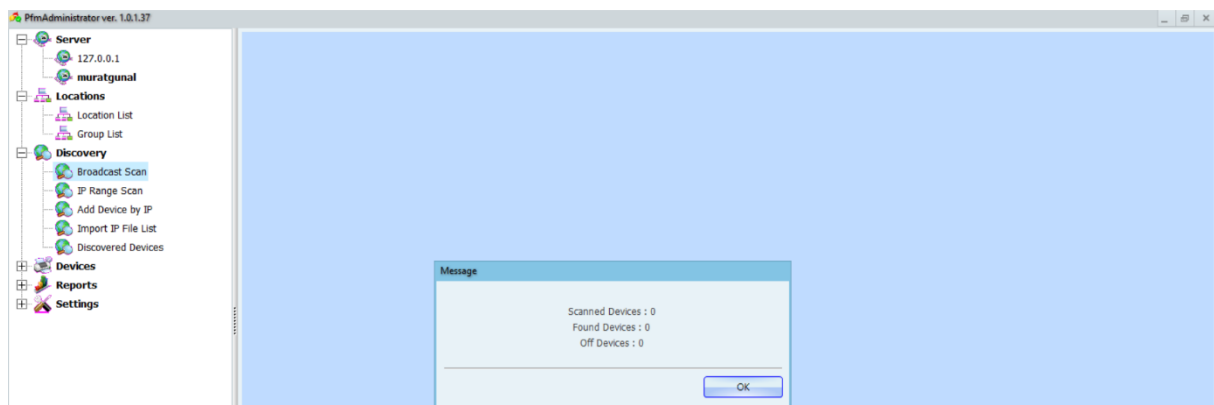 PfmAdministrator ver. 1.0.1.37
Server
127.0.0.1
muratgunal
Locations
Location List
Group List
Discovery
Broadcast Scan
IP Range Scan
Add Device by IP
Import IP File List
Discovered Devices
Devices
Reports
Settings
Message
Scanned Devices : 0
Found Devices : 0
Off Devices : 0
OK